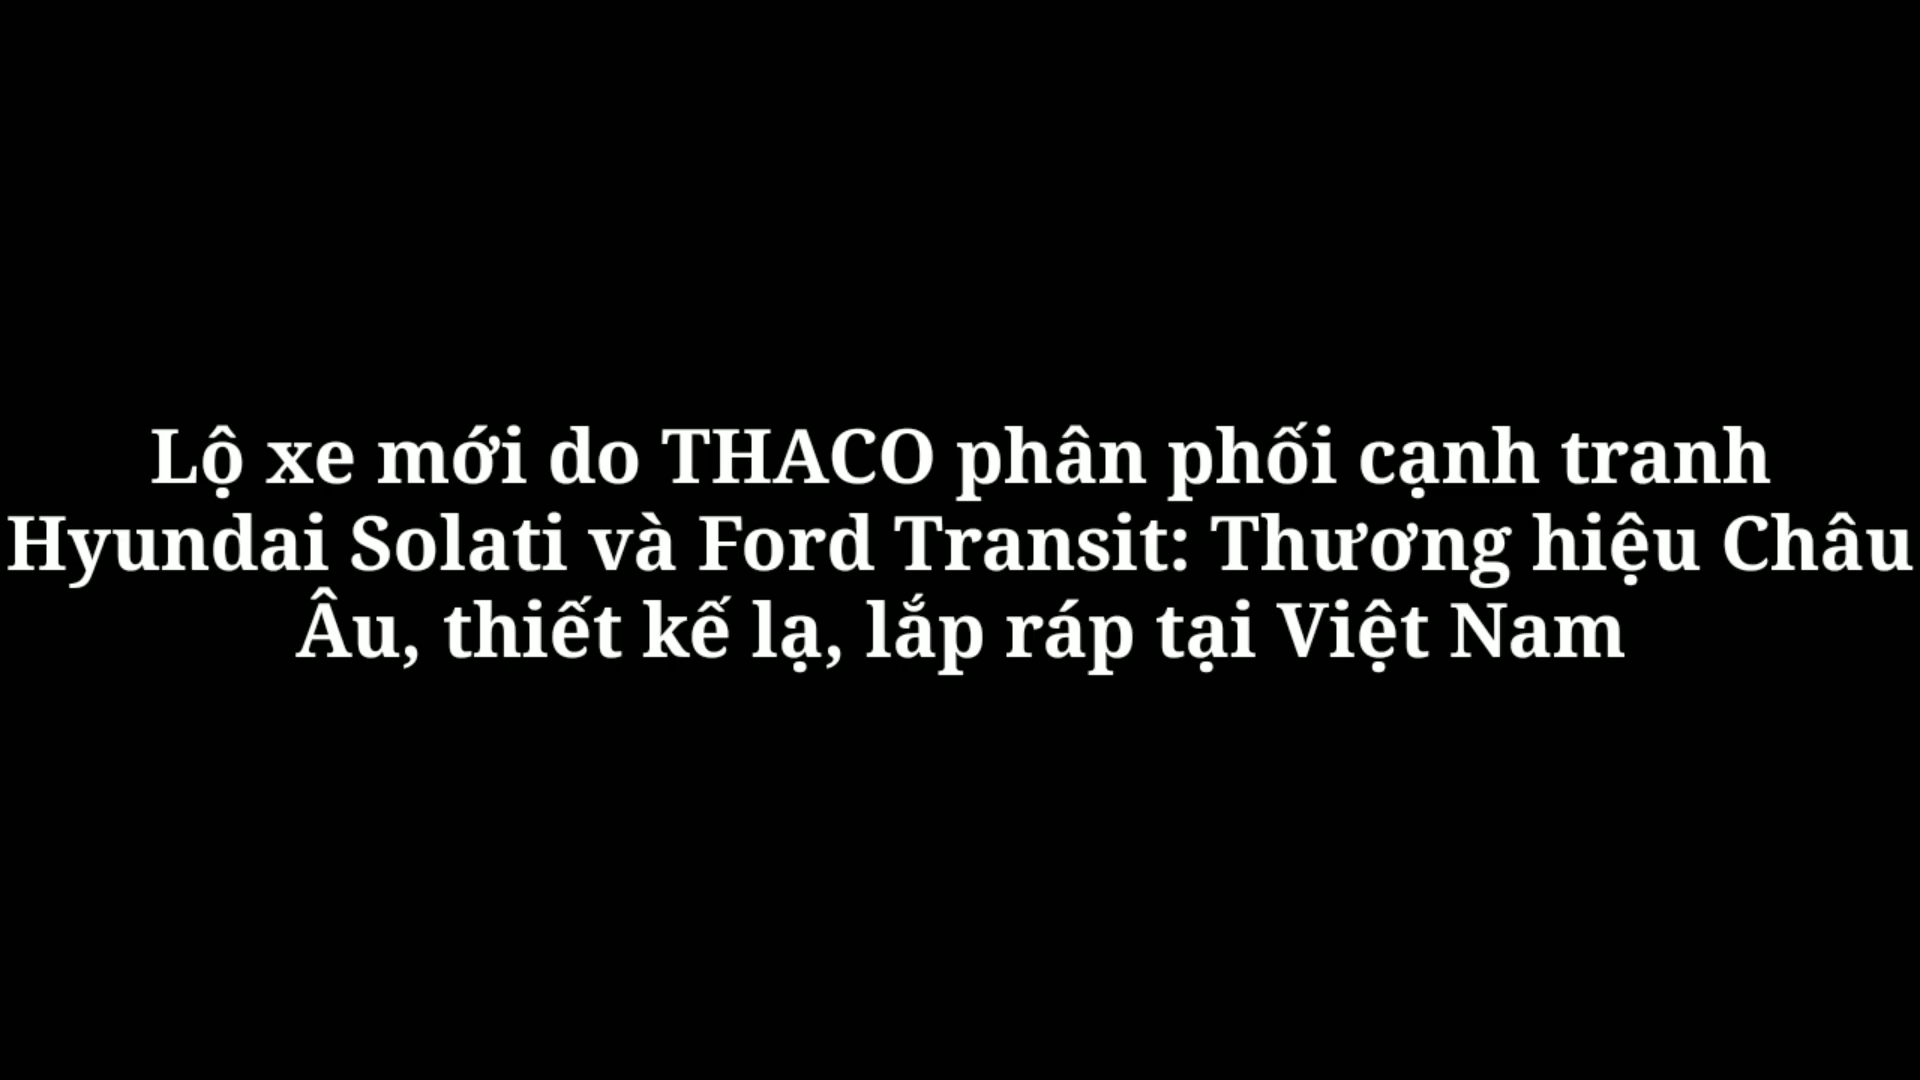 Lộ xe mới do THACO phân phối cạnh tranh
Hyundai Solati và Ford Transit: Thương hiệu Châu
Âu, thiết kế lạ, lắp ráp tại Việt Nam